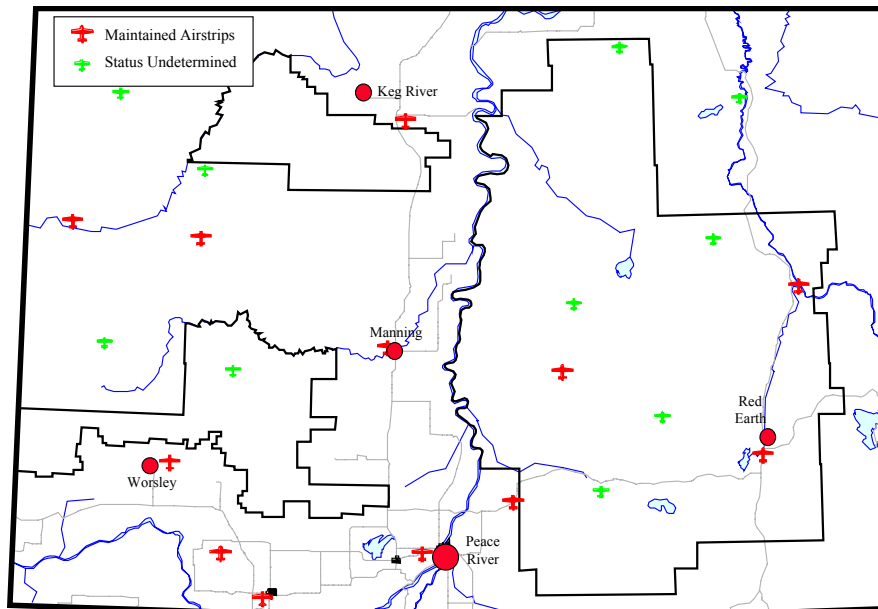 Maintained Airstrips
Status Undetermined
Keg River
Manning
Red
Earth
Worsley
Peace
River